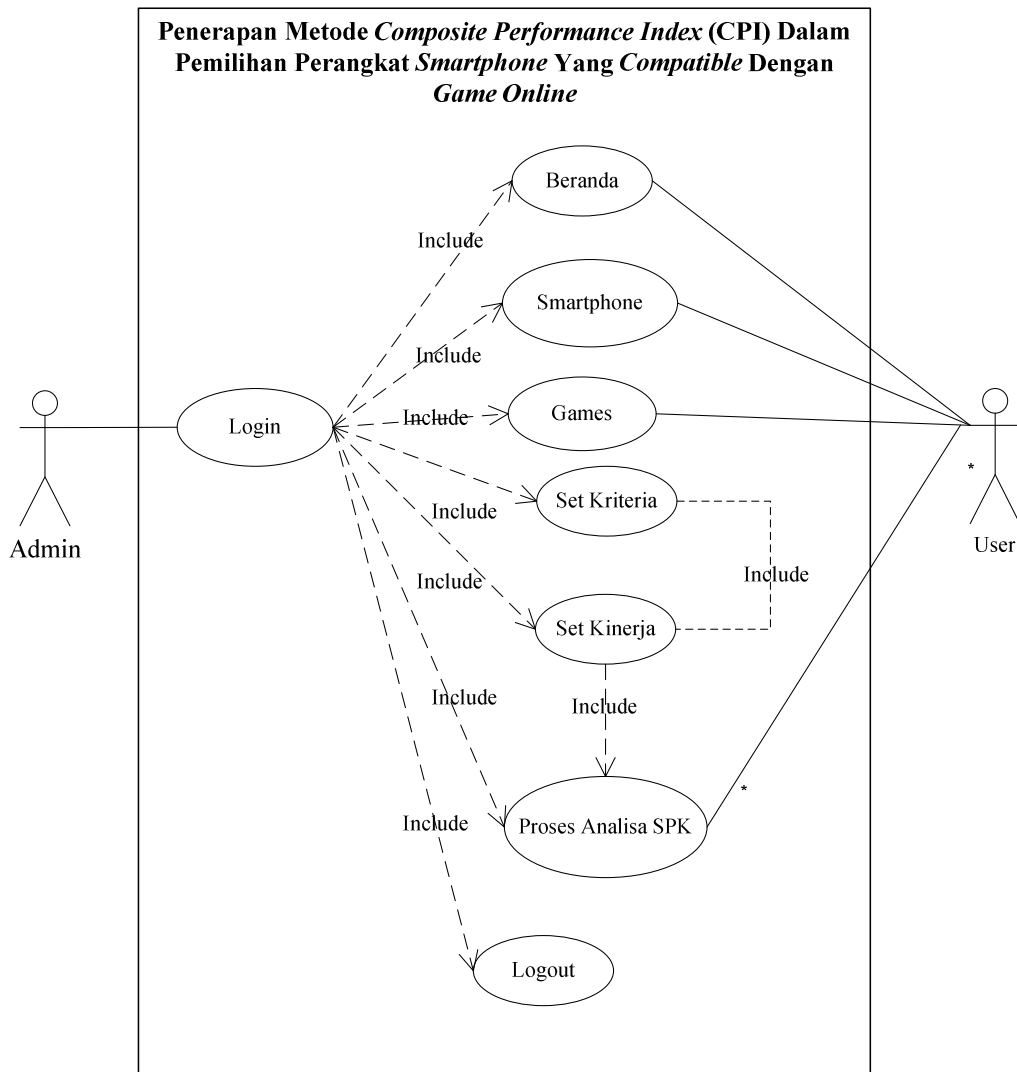 Penerapan Metode Composite Performance Index (CPI) Dalam
Pemilihan Perangkat Smartphone Yang Compatible Dengan
Game Online
Beranda
Include
Smartphone
Include
Login
Include
Games
Set Kriteria
Include
*
Admin
User
Include
Include
Set Kinerja
Include
Include
*
Include
Proses Analisa SPK
Logout